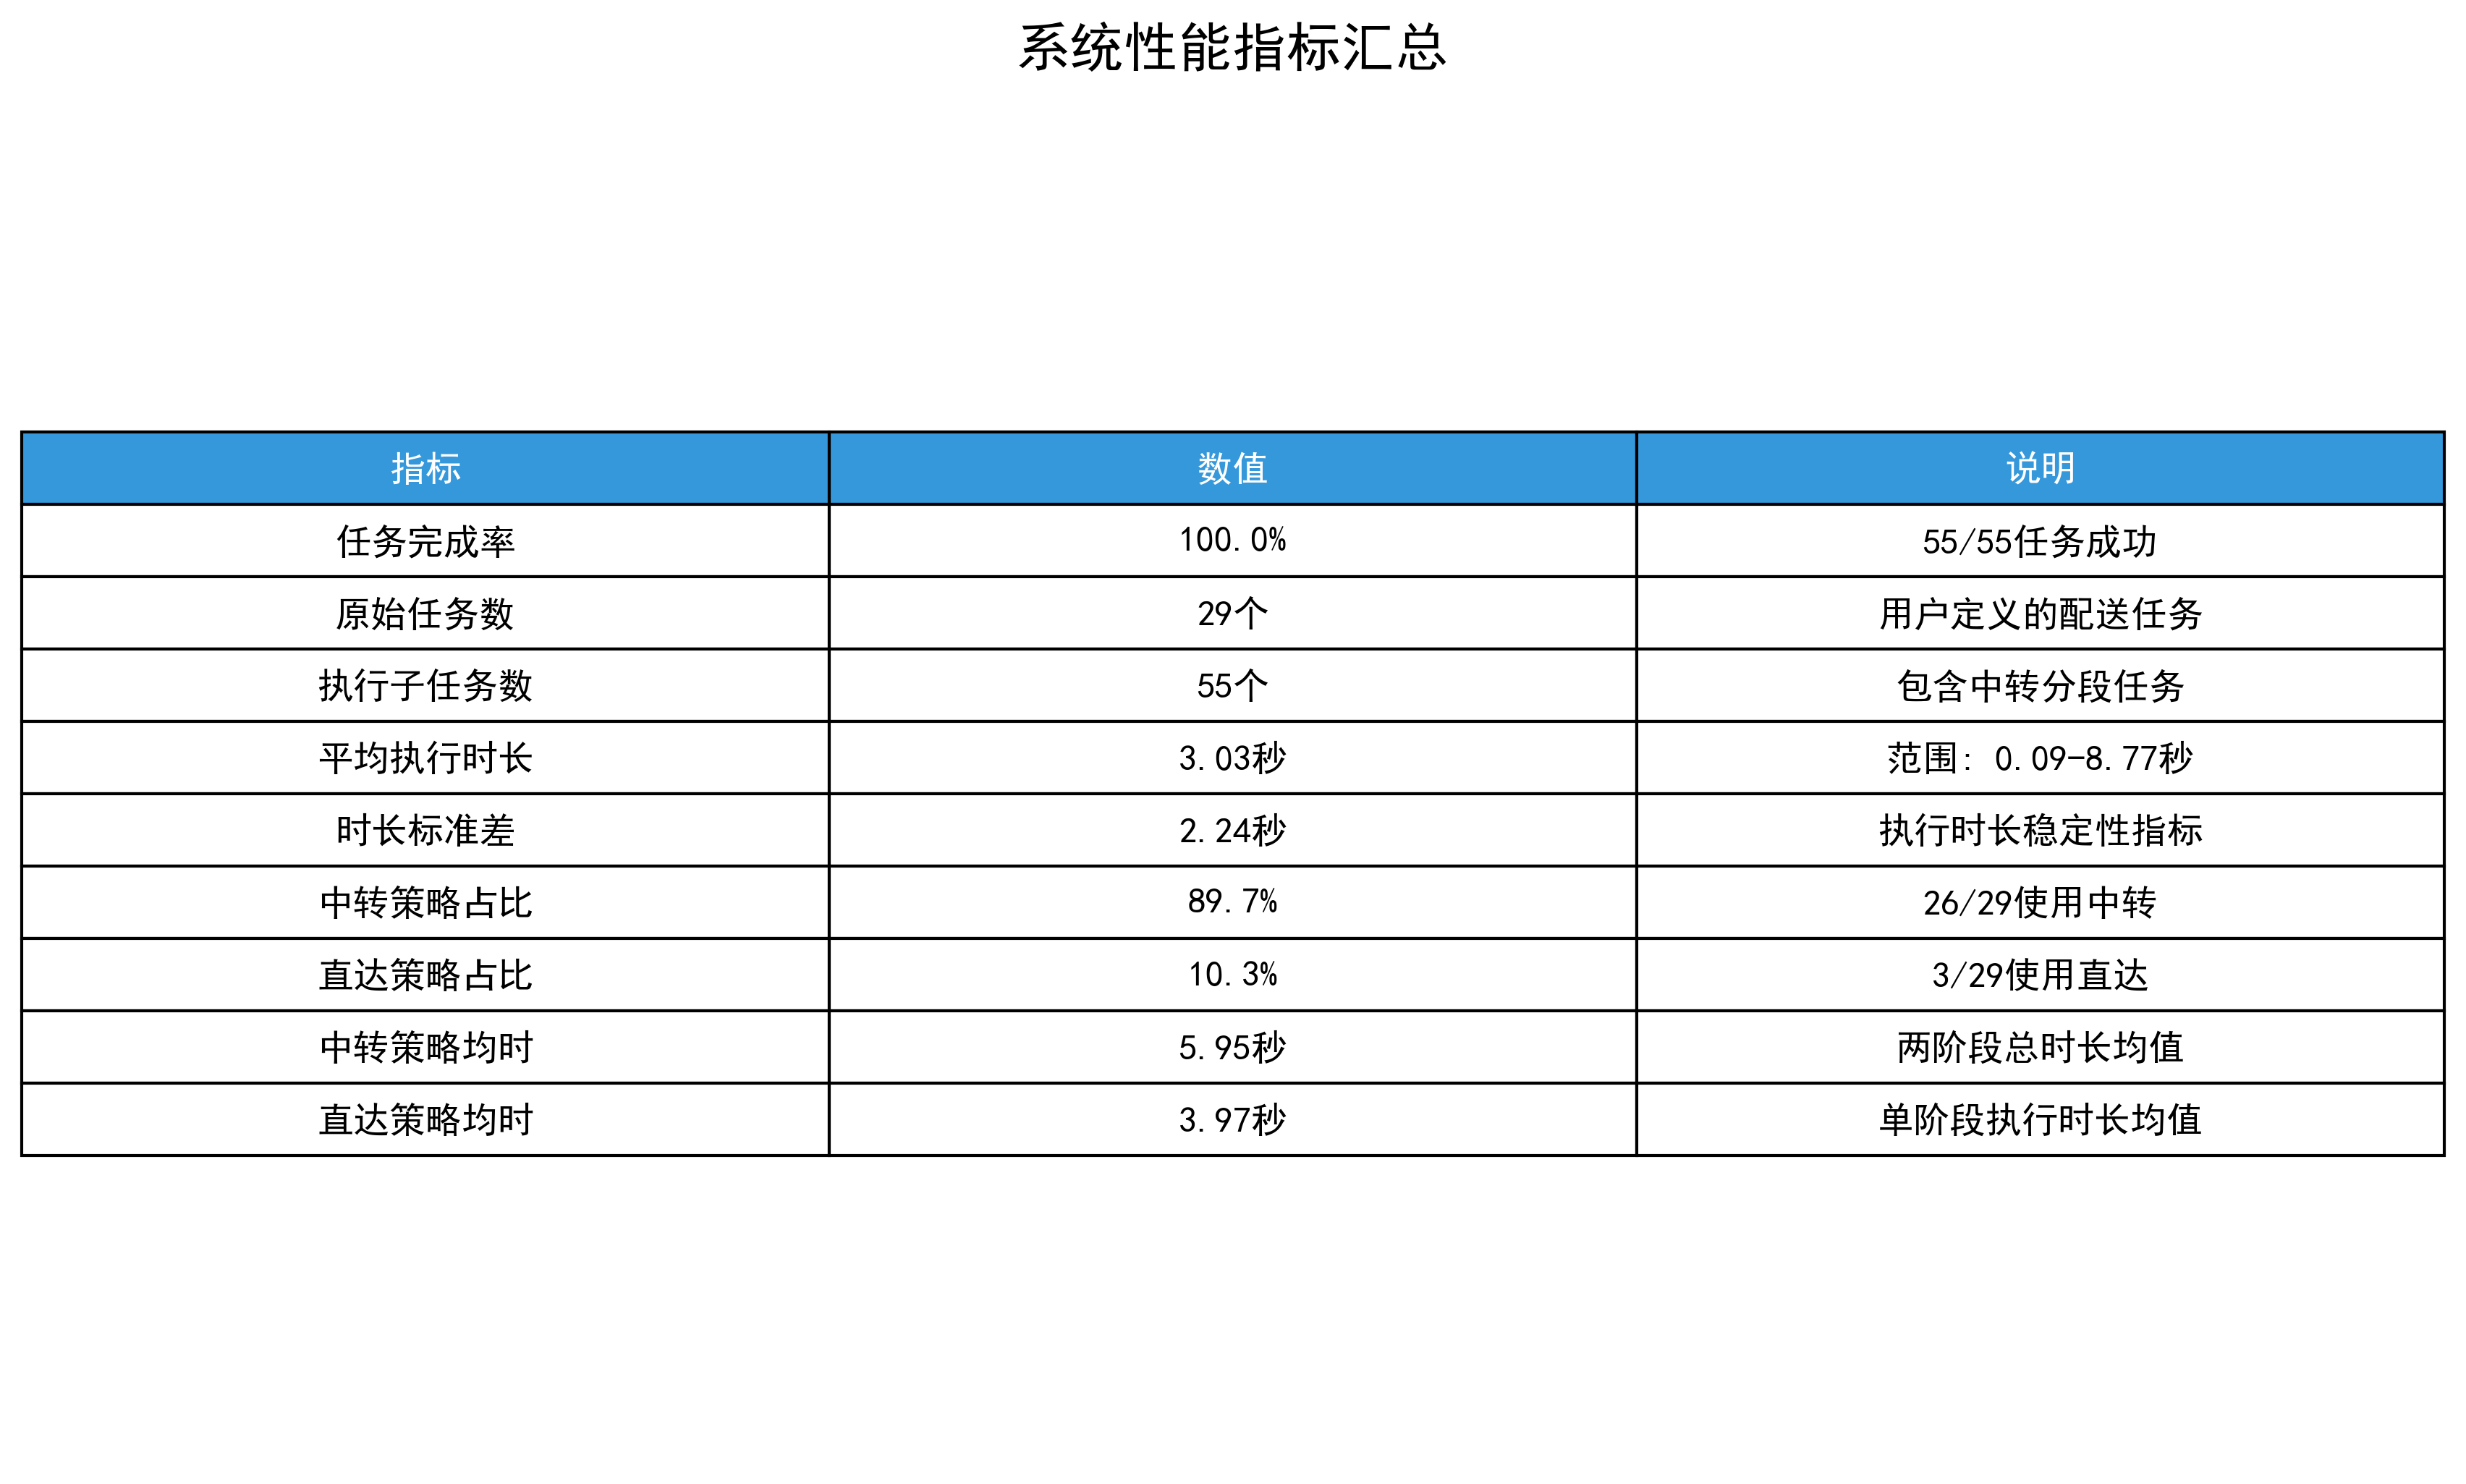 系统性能指标汇总
指标 数值 说明
任务完成率 100.0% 55/55任务成功
原始任务数 29个 用户定义的配送任务
执行子任务数 55个 包含中转分段任务
平均执行时长 3.03秒 范围: 0.09-8.77秒
时长标准差 2.24秒 执行时长稳定性指标
中转策略占比 89.7% 26/29使用中转
直达策略占比 10.3% 3/29使用直达
中转策略均时 5.95秒 两阶段总时长均值
直达策略均时 3.97秒 单阶段执行时长均值